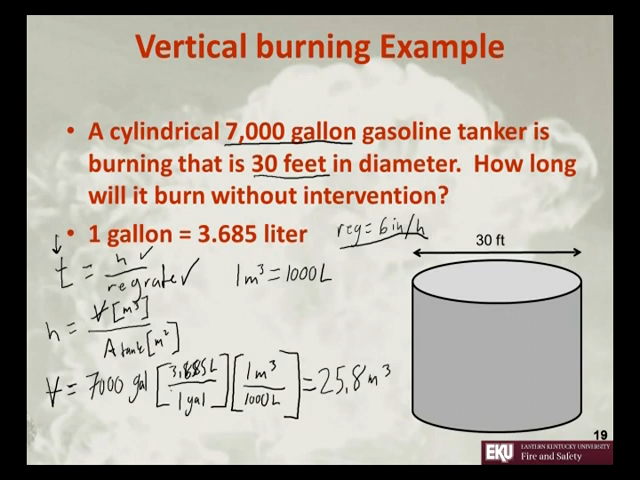 Vertical burning Example
• A cylindrical 7,000 gallon gasoline tanker is
burning that is 30 feet in diameter. How long
will it burn without intervention?
• 1 gallon = 3.685 liter
reg = 6 in/h
30 ft
t = h / reg rate
1 m³ = 1000 L
h = V [m³] / A tank [m²]
V = 7000 gal [3.685 L / 1 gal] [1 m³ / 1000 L] = 25.8 m³
19
EKU EASTERN KENTUCKY UNIVERSITY
Fire and Safety